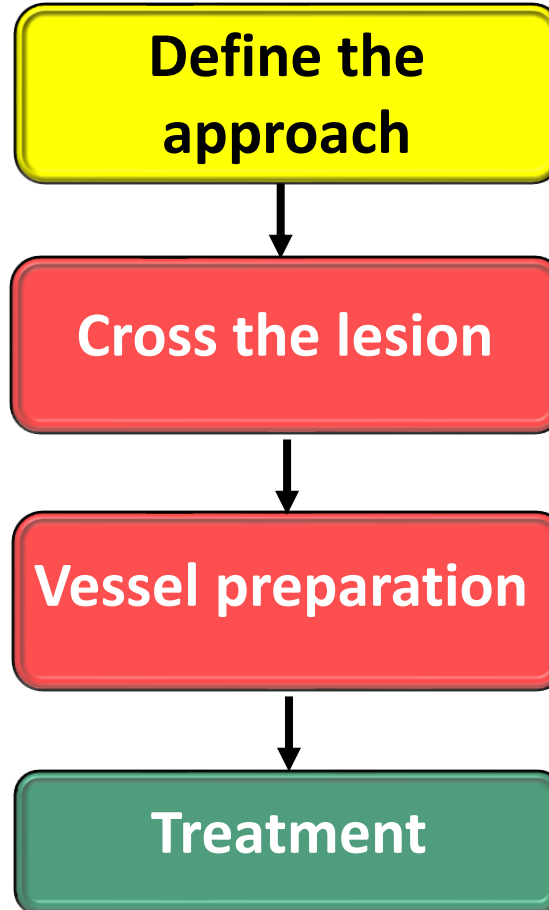 Define the
approach
Cross the lesion
Vessel preparation
Treatment